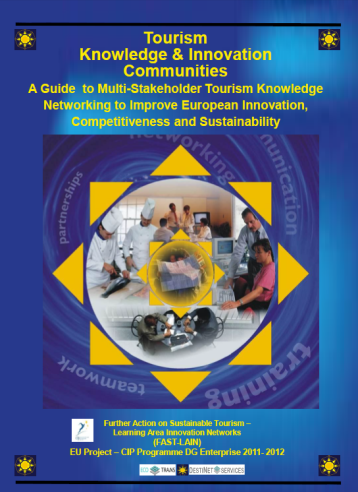 Tourism
Knowledge & Innovation
Communities
A Guide to Multi-Stakeholder Tourism Knowledge
Networking to Improve European Innovation,
Competitiveness and Sustainability
networking
communication
partnerships
teamwork
training
Further Action on Sustainable Tourism –
Learning Area Innovation Networks
(FAST-LAIN)
EU Project – CIP Programme DG Enterprise 2011- 2012
ECO TRANS DESTINET SERVICES